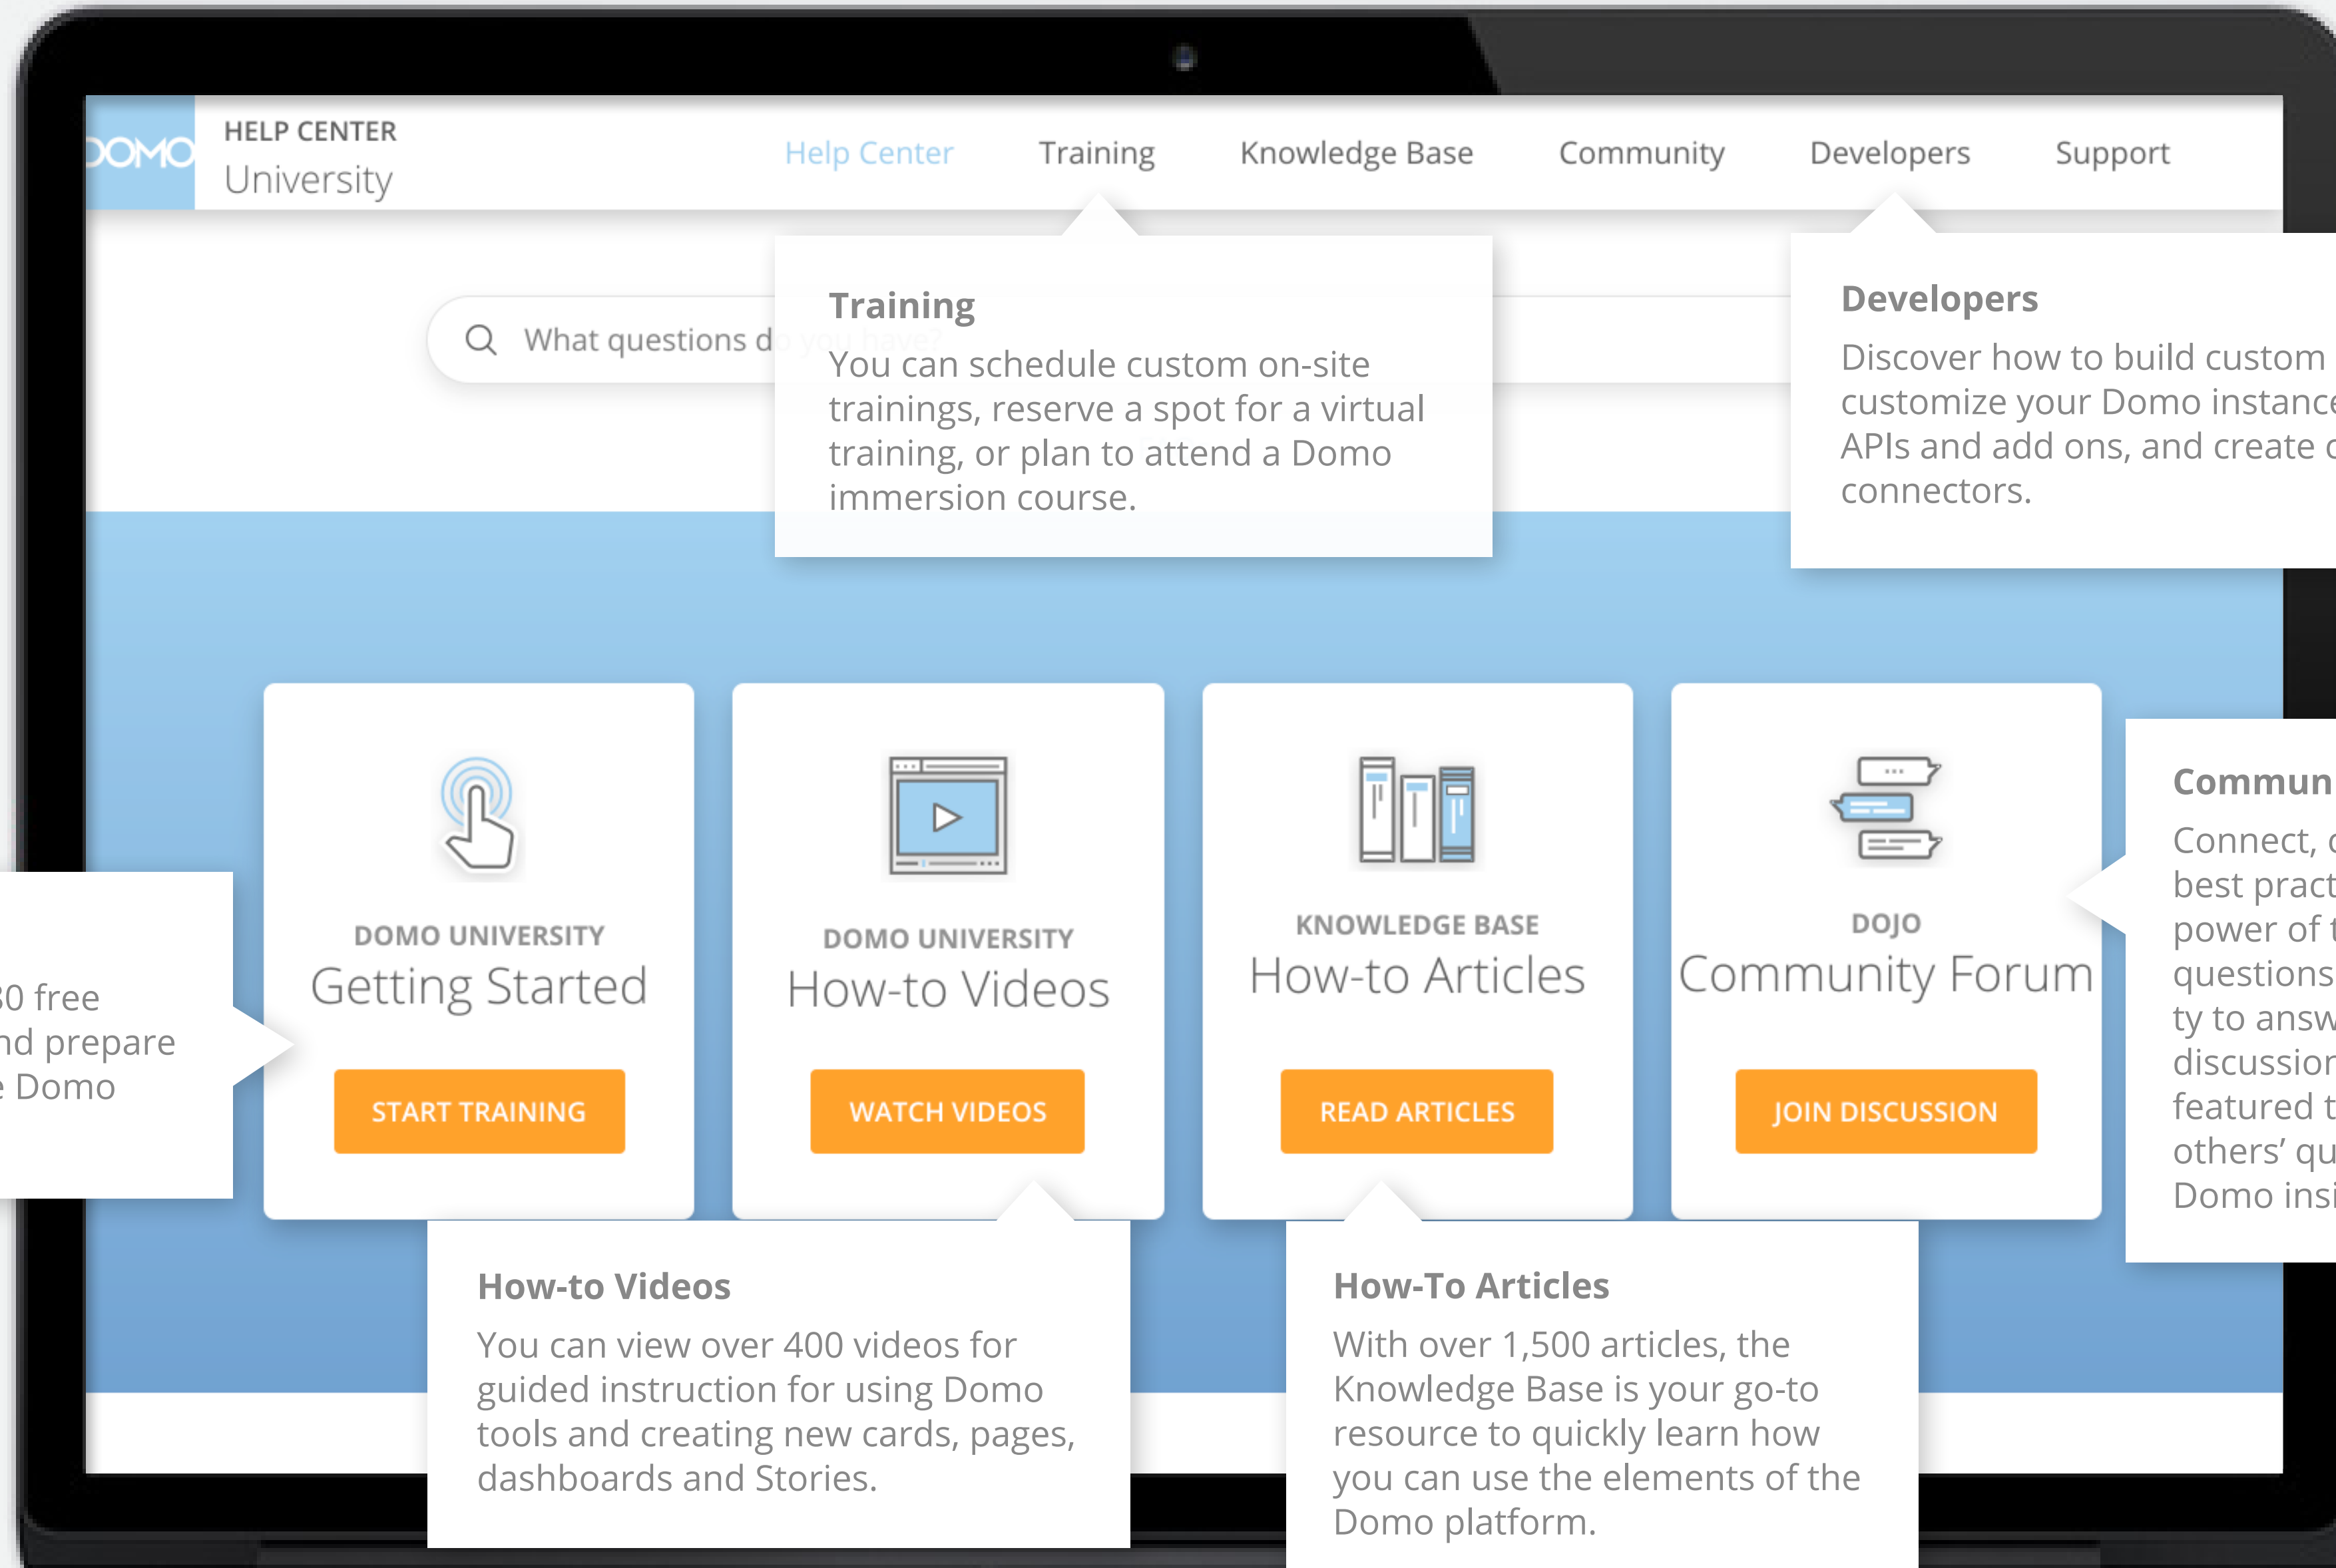 DOMO
HELP CENTER
University
Help Center
Training
Knowledge Base
Community
Developers
Support
What questions do you have?
Training
You can schedule custom on-site
trainings, reserve a spot for a virtual
training, or plan to attend a Domo
immersion course.
Developers
Discover how to build custom
customize your Domo instance
APIs and add ons, and create
connectors.
DOMO UNIVERSITY
Getting Started
START TRAINING
DOMO UNIVERSITY
How-to Videos
WATCH VIDEOS
KNOWLEDGE BASE
How-to Articles
READ ARTICLES
DOJO
Community Forum
JOIN DISCUSSION
free
prepare
Domo
Commun
Connect,
best pract
power of
questions
ty to answ
discussion
featured
others’ qu
Domo insi
How-to Videos
You can view over 400 videos for
guided instruction for using Domo
tools and creating new cards, pages,
dashboards and Stories.
How-To Articles
With over 1,500 articles, the
Knowledge Base is your go-to
resource to quickly learn how
you can use the elements of the
Domo platform.